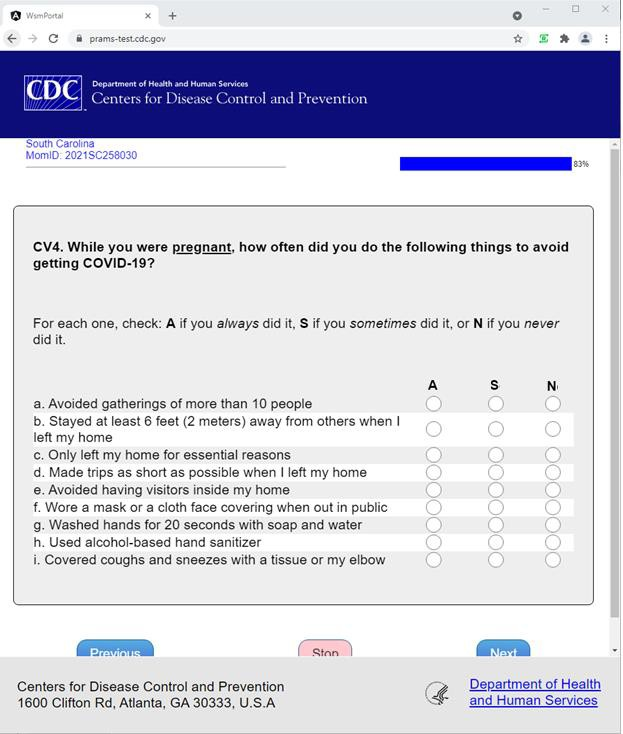 WsmPortal
prams-test.cdc.gov
CDC
Department of Health and Human Services
Centers for Disease Control and Prevention
South Carolina
MomID: 2021SC258030
83%
CV4. While you were pregnant, how often did you do the following things to avoid
getting COVID-19?
For each one, check: A if you always did it, S if you sometimes did it, or N if you never
did it.
A S N
a. Avoided gatherings of more than 10 people
b. Stayed at least 6 feet (2 meters) away from others when I
left my home
c. Only left my home for essential reasons
d. Made trips as short as possible when I left my home
e. Avoided having visitors inside my home
f. Wore a mask or a cloth face covering when out in public
g. Washed hands for 20 seconds with soap and water
h. Used alcohol-based hand sanitizer
i. Covered coughs and sneezes with a tissue or my elbow
Previous Stop Next
Centers for Disease Control and Prevention
1600 Clifton Rd, Atlanta, GA 30333, U.S.A
Department of Health
and Human Services